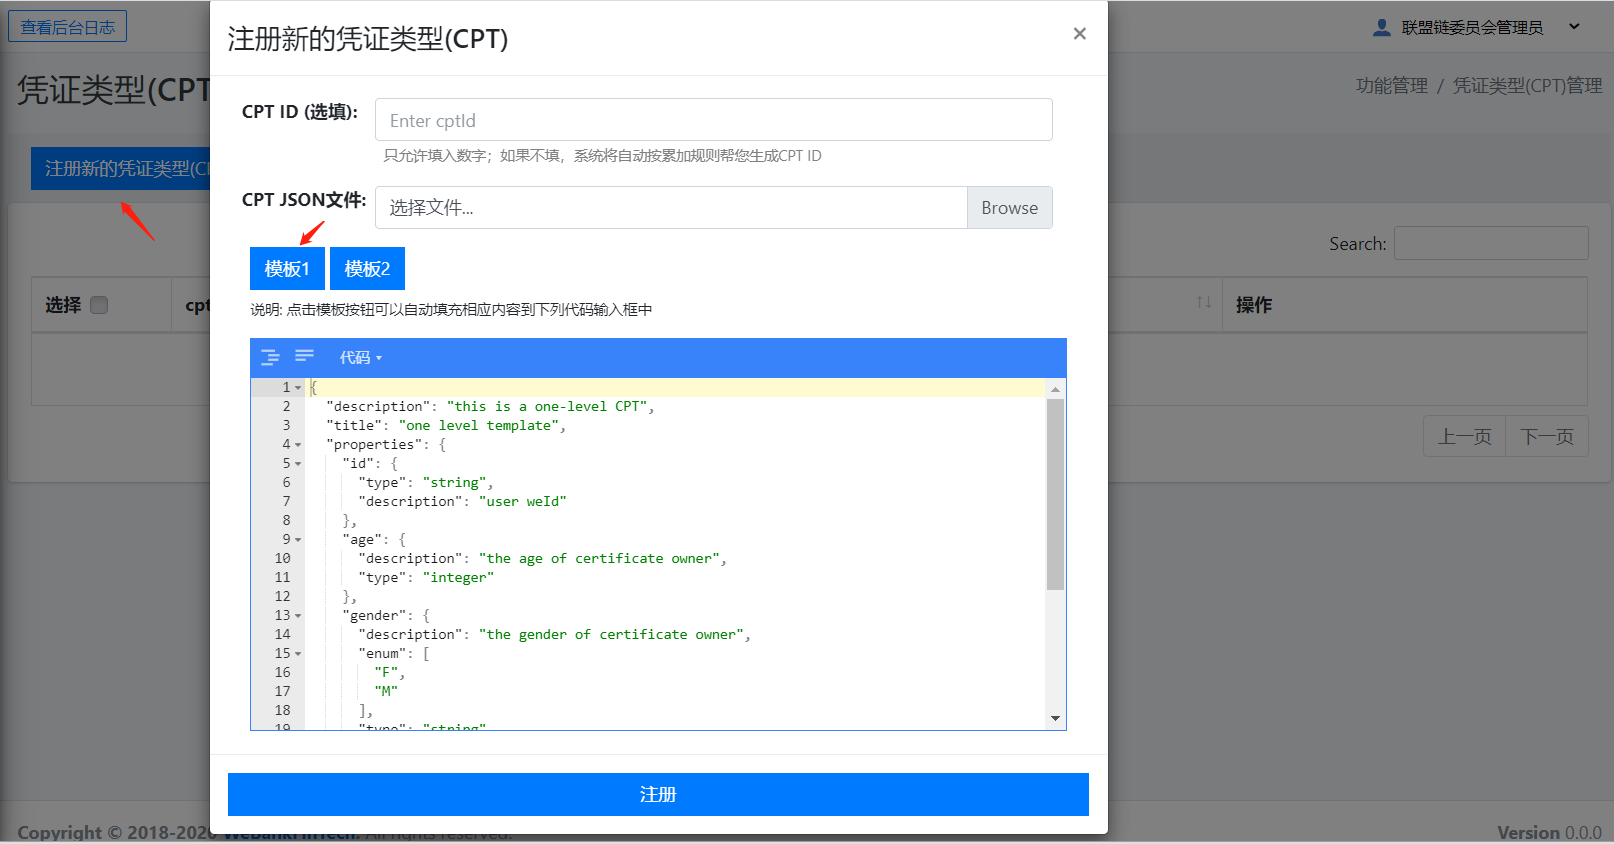 查看后台日志
联盟链委员会管理员
凭证类型(CPT
功能管理 / 凭证类型(CPT)管理
注册新的凭证类型(C
Search:
选择
cpt
操作
上一页
下一页
注册新的凭证类型(CPT)
×
CPT ID (选填):
Enter cptId
只允许填入数字；如果不填，系统将自动按累加规则帮您生成CPT ID
CPT JSON文件:
选择文件...
Browse
模板1
模板2
说明: 点击模板按钮可以自动填充相应内容到下列代码输入框中
代码
1 {
2 "description": "this is a one-level CPT",
3 "title": "one level template",
4 "properties": {
5 "id": {
6 "type": "string",
7 "description": "user weId"
8 },
9 "age": {
10 "description": "the age of certificate owner",
11 "type": "integer"
12 },
13 "gender": {
14 "description": "the gender of certificate owner",
15 "enum": [
16 "F",
17 "M"
18 ],
19 "type": "string"
注册
Copyright © 2018-2020 WeBankFinTech. All rights reserved.
Version 0.0.0